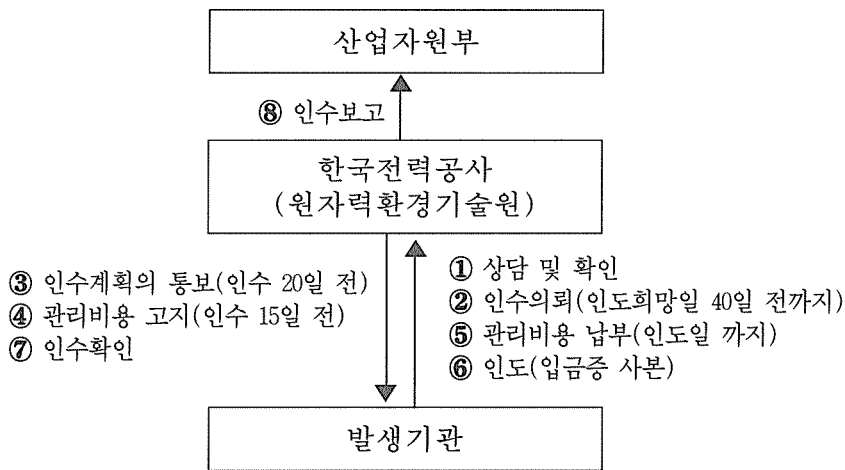 산업자원부
⑧ 인수보고
한국전력공사
(원자력환경기술원)
③ 인수계획의 통보(인수 20일 전)
④ 관리비용 고지(인수 15일 전)
⑦ 인수확인
① 상담 및 확인
② 인수의뢰(인도희망일 40일 전까지)
⑤ 관리비용 납부(인도일 까지)
⑥ 인도(입금증 사본)
발생기관